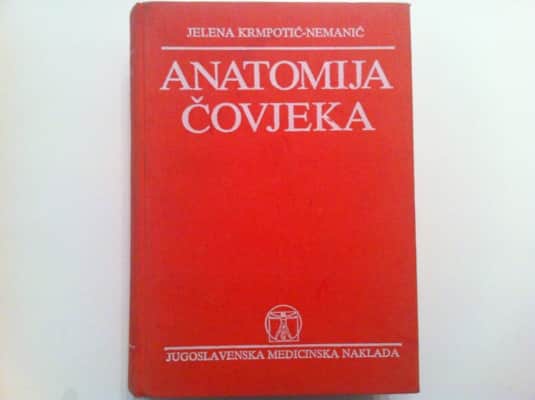 JELENA KRMPOTIĆ-NEMANIĆ
ANATOMIJA
ČOVJEKA
JUGOSLAVENSKA MEDICINSKA NAKLADA